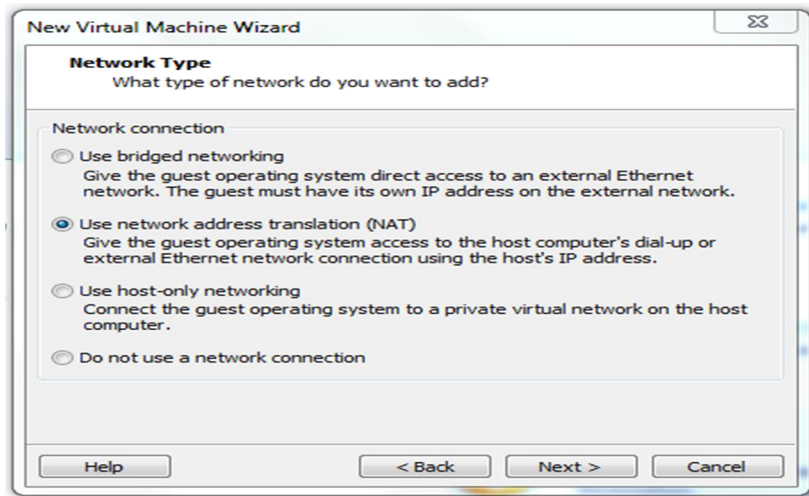 New Virtual Machine Wizard
Network Type
What type of network do you want to add?
Network connection
Use bridged networking
Give the guest operating system direct access to an external Ethernet
network. The guest must have its own IP address on the external network.
Use network address translation (NAT)
Give the guest operating system access to the host computer's dial-up or
external Ethernet network connection using the host's IP address.
Use host-only networking
Connect the guest operating system to a private virtual network on the host
computer.
Do not use a network connection
Help
< Back
Next >
Cancel